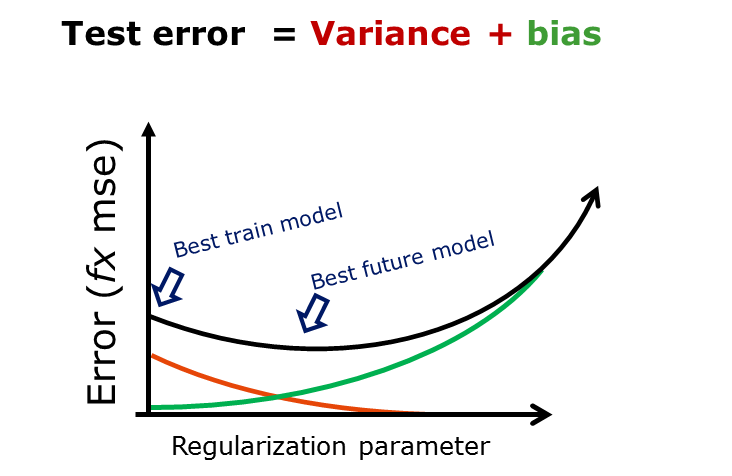 Test error = Variance + bias
Error (fx mse)
Best train model
Best future model
Regularization parameter